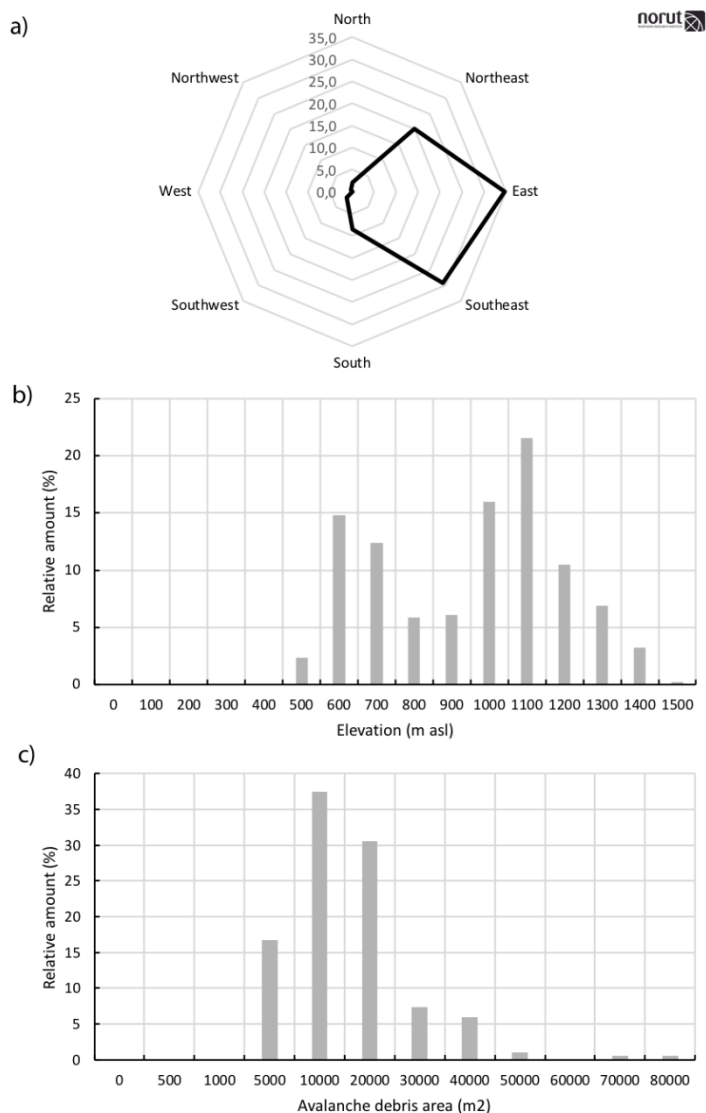 a)
norut
North
35,0
30,0
25,0
20,0
15,0
10,0
5,0
0,0
Northwest
Northeast
West
East
Southwest
Southeast
South
b)
25
20
15
10
5
0
Relative amount (%)
0 100 200 300 400 500 600 700 800 900 1000 1100 1200 1300 1400 1500
Elevation (m asl)
c)
40
35
30
25
20
15
10
5
0
Relative amount (%)
0 500 1000 5000 10000 20000 30000 40000 50000 60000 70000 80000
Avalanche debris area (m2)